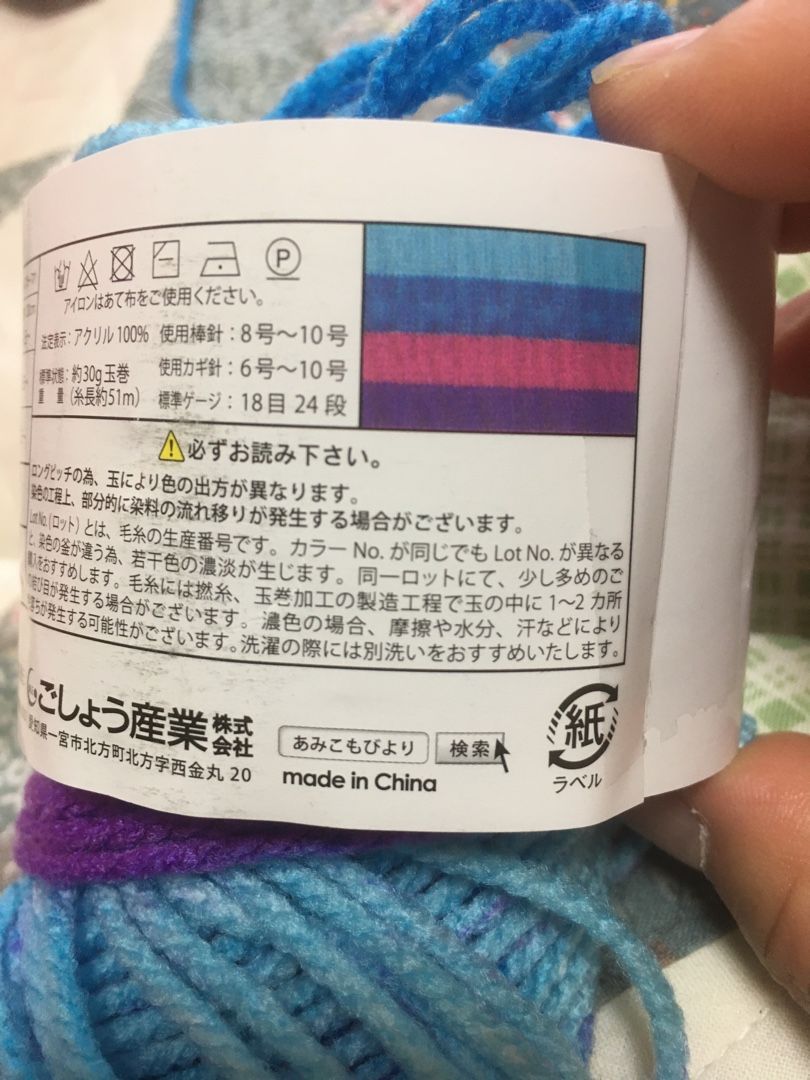 P
アイロンはあて布をご使用ください。
法定表示：アクリル 100% 使用棒針：8号〜10号
標準状態：約30g玉巻 使用カギ針：6号〜10号
重量（糸長約51m） 標準ゲージ：18目 24段
必ずお読み下さい。
ロングピッチの為、玉により色の出方が異なります。
染色の工程上、部分的に染料の流れ移りが発生する場合がございます。
Lot No.(ロット) とは、毛糸の生産番号です。カラー No. が同じでも Lot No. が異なる
と、染色の釜が違う為、若干色の濃淡が生じます。同一ロットにて、少し多めのご
購入をおすすめします。毛糸には撚糸、玉巻加工の製造工程で玉の中に1〜2カ所
結び目が発生する場合がございます。濃色の場合、摩擦や水分、汗などにより
落ちが発生する可能性がございます。洗濯の際には別洗いをおすすめいたします。
ごしょう産業株式会社
愛知県一宮市北方町北方字西金丸 20
あみこもびより 検索
made in China
紙
ラベル